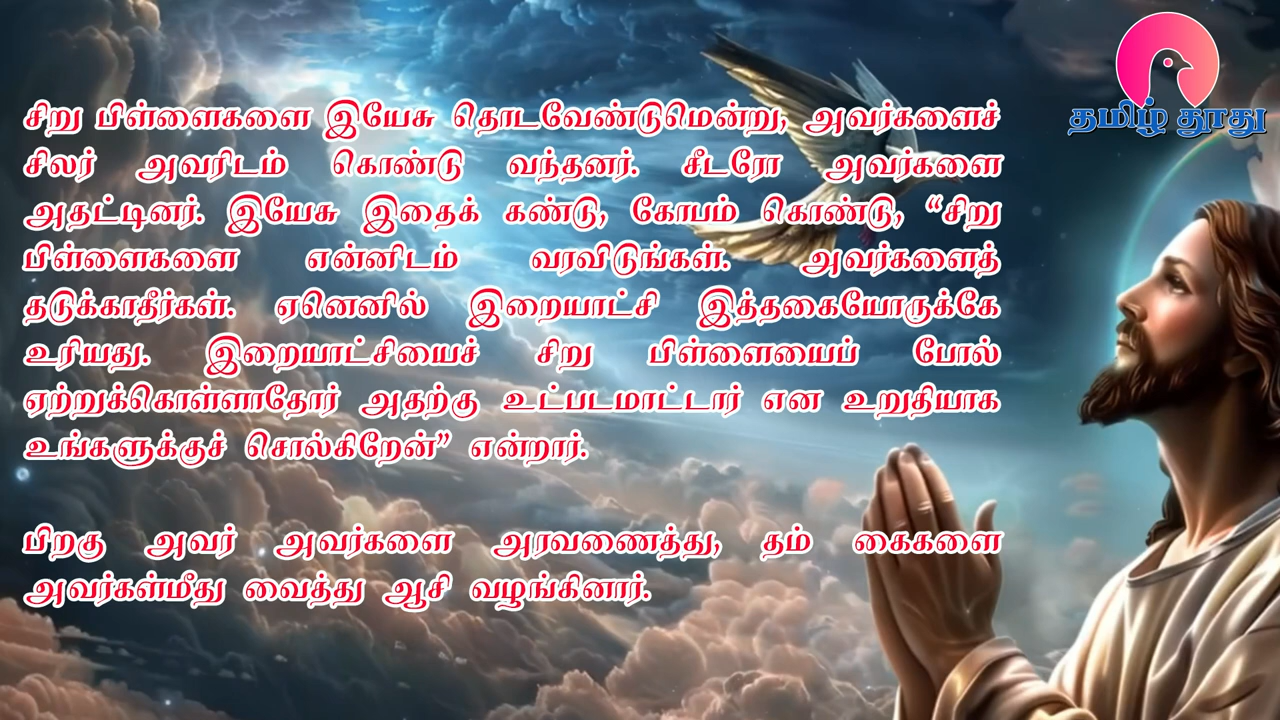 தமிழ் தூது
சிறு பிள்ளைகளை இயேசு தொடவேண்டுமென்று, அவர்களைச்
சிலர் அவரிடம் கொண்டு வந்தனர். சீடரோ அவர்களை
அதட்டினர். இயேசு இதைக் கண்டு, கோபம் கொண்டு, “சிறு
பிள்ளைகளை என்னிடம் வரவிடுங்கள். அவர்களைத்
தடுக்காதீர்கள். ஏனெனில் இறையாட்சி இத்தகையோருக்கே
உரியது. இறையாட்சியைச் சிறு பிள்ளையைப் போல்
ஏற்றுக்கொள்ளாதோர் அதற்கு உட்படமாட்டார் என உறுதியாக
உங்களுக்குச் சொல்கிறேன்” என்றார்.
பிறகு அவர் அவர்களை அரவணைத்து, தம் கைகளை
அவர்கள்மீது வைத்து ஆசி வழங்கினார்.